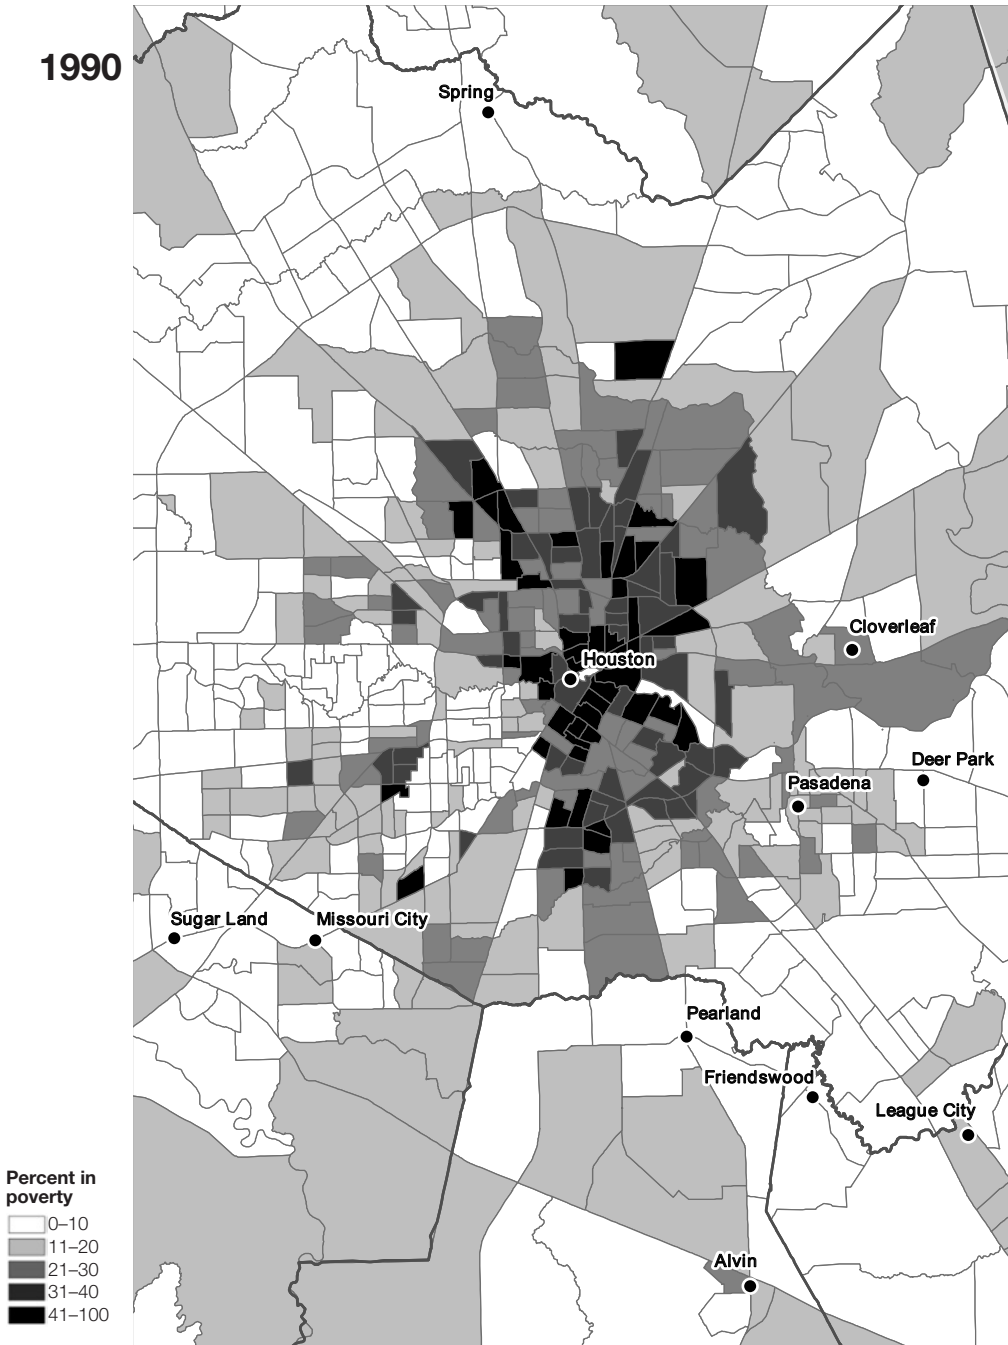 1990
Spring
Cloverleaf
Houston
Deer Park
Pasadena
Sugar Land
Missouri City
Pearland
Friendswood
League City
Alvin
Percent in
poverty
0–10
11–20
21–30
31–40
41–100